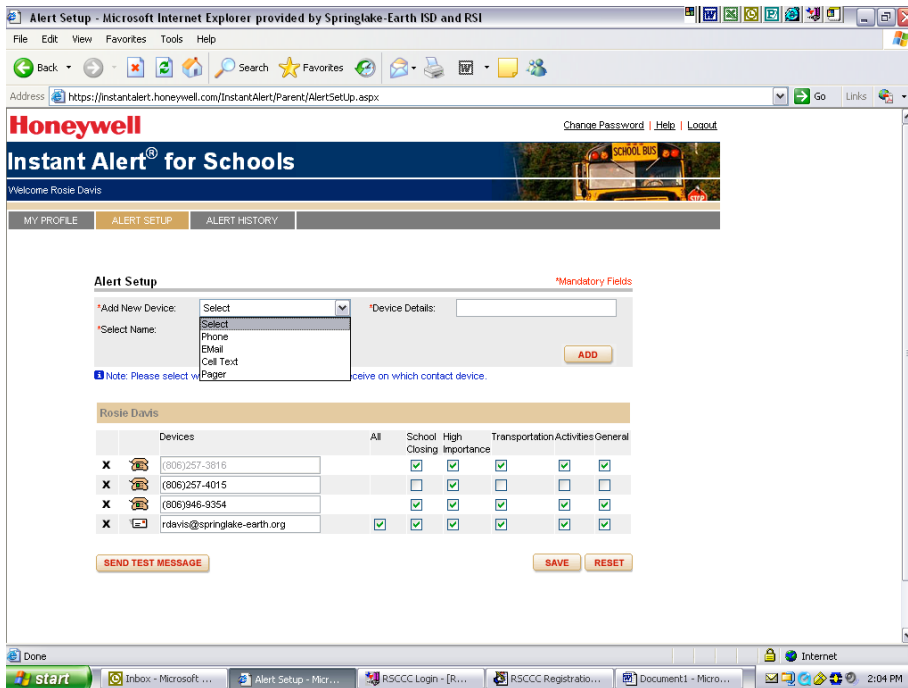 Alert Setup - Microsoft Internet Explorer provided by Springlake-Earth ISD and RSI
File Edit View Favorites Tools Help
Back Search Favorites
Address https://instantalert.honeywell.com/InstantAlert/Parent/AlertSetUp.aspx Go Links
Honeywell Change Password | Help | Logout
Instant Alert® for Schools
SCHOOL BUS
STOP
Welcome Rosie Davis
MY PROFILE ALERT SETUP ALERT HISTORY
Alert Setup *Mandatory Fields
*Add New Device: Select *Device Details:
Select
*Select Name:
Phone
EMail
Cell Text
ADD
Pager
Note: Please select w eceive on which contact device.
Rosie Davis
Devices All School Closing High Importance Transportation Activities General
X (806)257-3816
X (806)257-4015
X (806)946-9354
X rdavis@springlake-earth.org
SEND TEST MESSAGE SAVE RESET
Done Internet
start Inbox - Microsoft ... Alert Setup - Micr... RSCCC Login - [R... RSCCC Registratio... Document1 - Micro... 2:04 PM